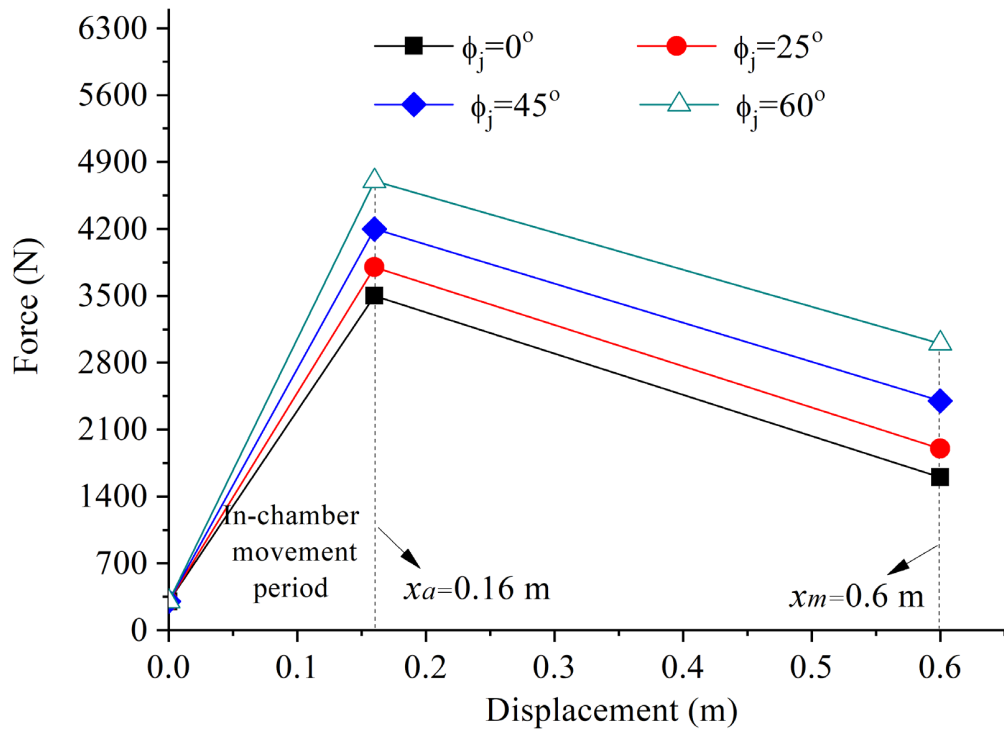 6300
5600
4900
4200
3500
2800
2100
1400
700
0
Force (N)
ϕj=0°
ϕj=25°
ϕj=45°
ϕj=60°
In-chamber
movement
period
xa=0.16 m
xm=0.6 m
0.0
0.1
0.2
0.3
0.4
0.5
0.6
Displacement (m)